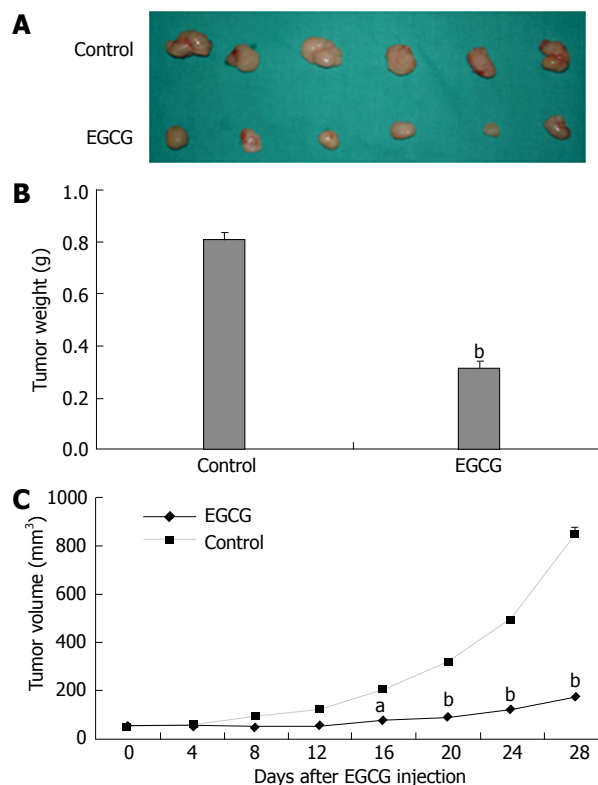 A
Control
EGCG
B
1.0
0.8
0.6
0.4
0.2
0.0
Tumor weight (g)
b
Control
EGCG
C
1000
800
600
400
200
0
Tumor volume (mm³)
EGCG
Control
a
b
b
b
0 4 8 12 16 20 24 28
Days after EGCG injection